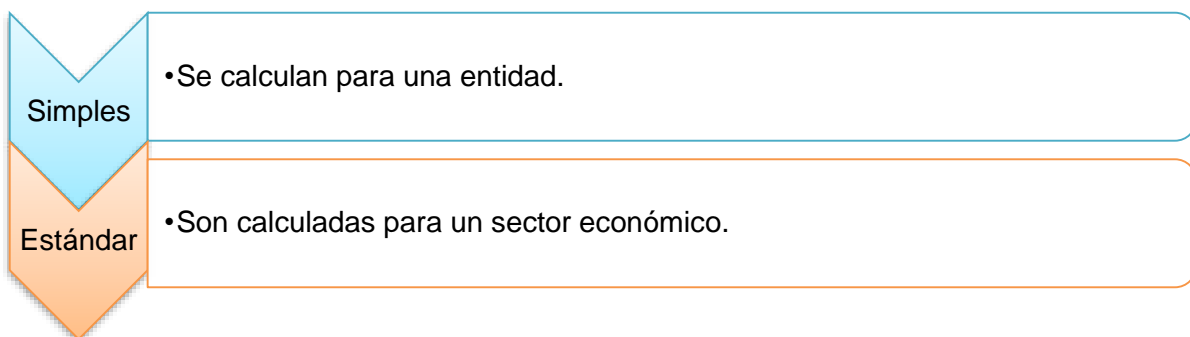 Simples
•Se calculan para una entidad.
Estándar
•Son calculadas para un sector económico.